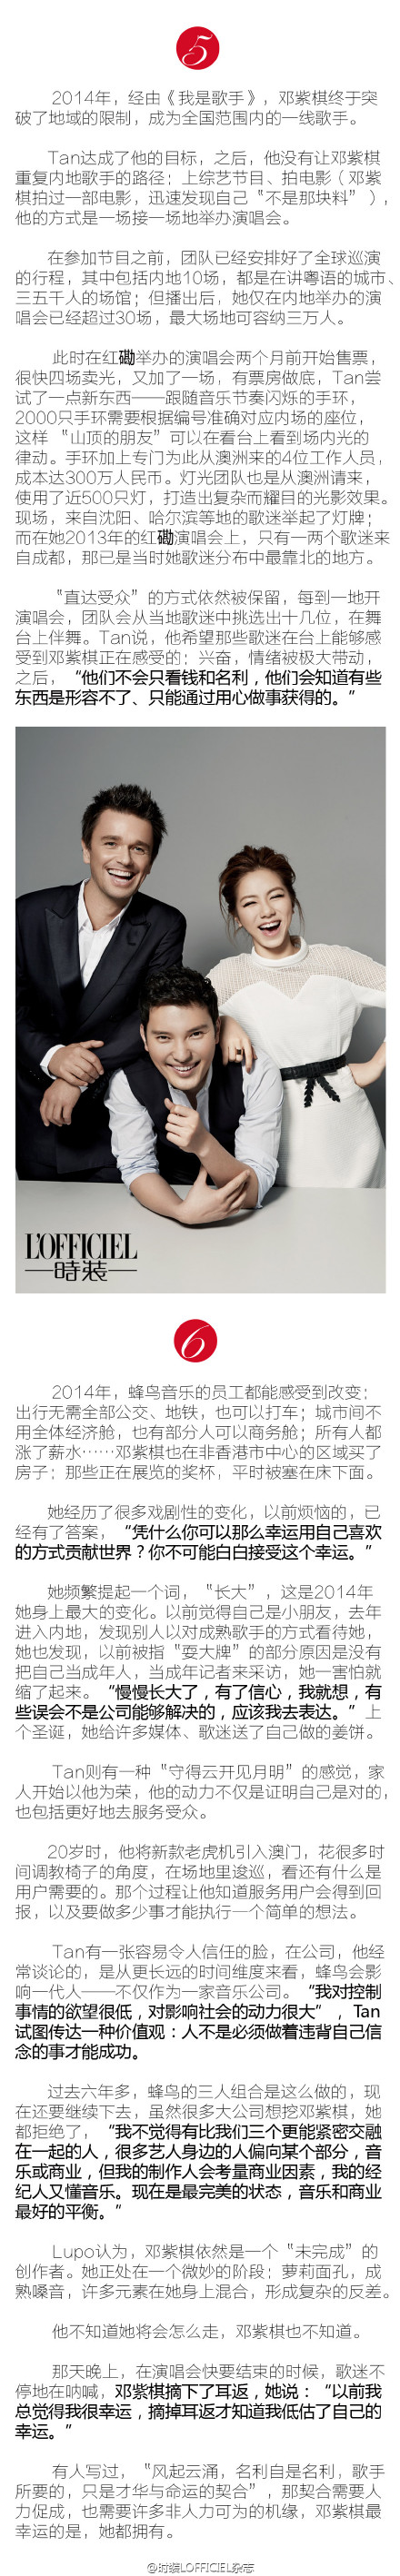 5
2014年，经由《我是歌手》，邓紫棋终于突
破了地域的限制，成为全国范围内的一线歌手。
Tan达成了他的目标，之后，他没有让邓紫棋
重复内地歌手的路径：上综艺节目、拍电影（邓紫
棋拍过一部电影，迅速发现自己“不是那块料”），
他的方式是一场接一场地举办演唱会。
在参加节目之前，团队已经安排好了全球巡演
的行程，其中包括内地10场，都是在讲粤语的城市、
三五千人的场馆；但播出后，她仅在内地举办的演
唱会已经超过30场，最大场地可容纳三万人。
此时在红磡举办的演唱会两个月前开始售票，
很快四场卖光，又加了一场，有票房做底，Tan尝
试了一点新东西——跟随音乐节奏闪烁的手环，
2000只手环需要根据编号准确对应内场的座位，
这样“山顶的朋友”可以在看台上看到场内光的
律动。手环加上专门为此从澳洲来的4位工作人员，
成本达300万人民币。灯光团队也是从澳洲请来，
使用了近500只灯，打造出复杂而耀目的光影效果。
现场，来自沈阳、哈尔滨等地的歌迷举起了灯牌；
而在她2013年的红磡演唱会上，只有一两个歌迷来
自成都，那已是当时她歌迷分布中最靠北的地方。
“直达受众”的方式依然被保留，每到一地开
演唱会，团队会从当地歌迷中挑选出十几位，在舞
台上伴舞。Tan说，他希望那些歌迷在台上能够感
受到邓紫棋正在感受的：兴奋，情绪被极大带动，
之后，“他们不会只看钱和名利，他们会知道有些
东西是形容不了、只能通过用心做事获得的。”
L'OFFICIEL
時裝
6
2014年，蜂鸟音乐的员工都能感受到改变：
出行无需全部公交、地铁，也可以打车；城市间不
用全体经济舱，也有部分人可以商务舱；所有人都
涨了薪水……邓紫棋也在非香港市中心的区域买了
房子：那些正在展览的奖杯，平时被塞在床下面。
她经历了很多戏剧性的变化，以前烦恼的，已
经有了答案，“凭什么你可以那么幸运用自己喜欢
的方式贡献世界？你不可能白白接受这个幸运。”
她频繁提起一个词，“长大”，这是2014年
她身上最大的变化。以前觉得自己是小朋友，去年
进入内地，发现别人以对成熟歌手的方式看待她，
她也发现，以前被指“耍大牌”的部分原因是没有
把自己当成年人，当成年记者来采访，她一害怕就
缩了起来。“慢慢长大了，有了信心，我就想，有
些误会不是公司能够解决的，应该我去表达。”上
个圣诞，她给许多媒体、歌迷送了自己做的姜饼。
Tan则有一种“守得云开见月明”的感觉，家
人开始以他为荣，他的动力不仅是证明自己是对的，
也包括更好地去服务受众。
20岁时，他将新款老虎机引入澳门，花很多时
间调教椅子的角度，在场地里逡巡，看还有什么是
用户需要的。那个过程让他知道服务用户会得到回
报，以及要做多少事才能执行一个简单的想法。
Tan有一张容易令人信任的脸，在公司，他经
常谈论的，是从更长远的时间维度来看，蜂鸟会影
响一代人——不仅作为一家音乐公司。“我对控制
事情的欲望很低，对影响社会的动力很大”，Tan
试图传达一种价值观：人不是必须做着违背自己信
念的事才能成功。
过去六年多，蜂鸟的三人组合是这么做的，现
在还要继续下去，虽然很多大公司想挖邓紫棋，她
都拒绝了，“我不觉得有比我们三个更能紧密交融
在一起的人，很多艺人身边的人偏向某个部分，音
乐或商业，但我的制作人会考量商业因素，我的经
纪人又懂音乐。现在是最完美的状态，音乐和商业
最好的平衡。”
Lupo认为，邓紫棋依然是一个“未完成”的
创作者。她正处在一个微妙的阶段：萝莉面孔，成
熟嗓音，许多元素在她身上混合，形成复杂的反差。
他不知道她将会怎么走，邓紫棋也不知道。
那天晚上，在演唱会快要结束的时候，歌迷不
停地在呐喊，邓紫棋摘下了耳返，她说：“以前我
总觉得我很幸运，摘掉耳返才知道我低估了自己的
幸运。”
有人写过，“风起云涌，名利自是名利，歌手
所要的，只是才华与命运的契合”，那契合需要人
力促成，也需要许多非人力可为的机缘，邓紫棋最
幸运的是，她都拥有。
@时装LOFFICIEL杂志